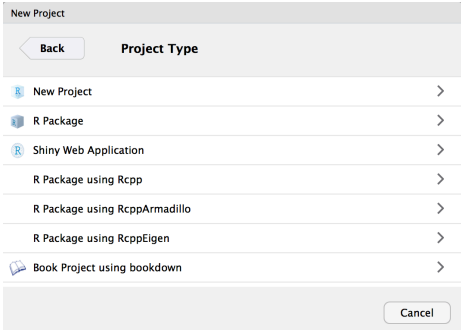 New Project
Back
Project Type
New Project
R Package
Shiny Web Application
R Package using Rcpp
R Package using RcppArmadillo
R Package using RcppEigen
Book Project using bookdown
Cancel